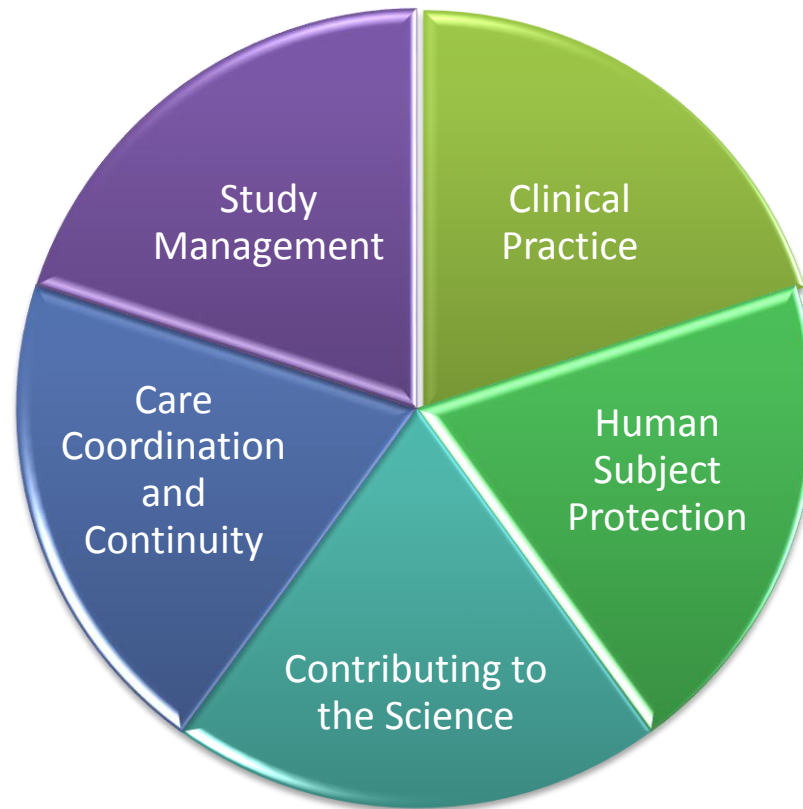 Study
Management
Clinical
Practice
Care
Coordination
and
Continuity
Human
Subject
Protection
Contributing to
the Science